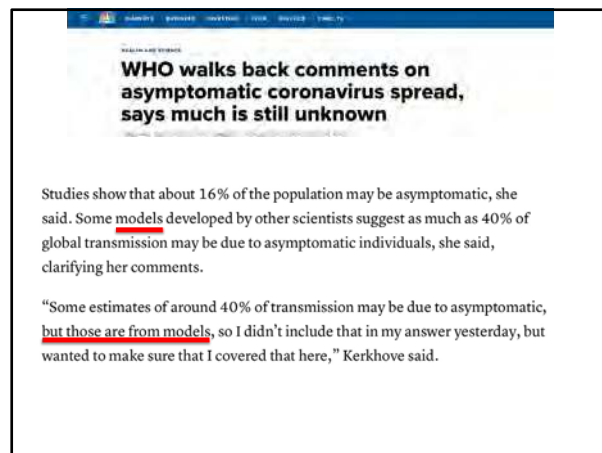 HEALTH AND SCIENCE
WHO walks back comments on
asymptomatic coronavirus spread,
says much is still unknown
Studies show that about 16% of the population may be asymptomatic, she
said. Some models developed by other scientists suggest as much as 40% of
global transmission may be due to asymptomatic individuals, she said,
clarifying her comments.
“Some estimates of around 40% of transmission may be due to asymptomatic,
but those are from models, so I didn’t include that in my answer yesterday, but
wanted to make sure that I covered that here,” Kerkhove said.